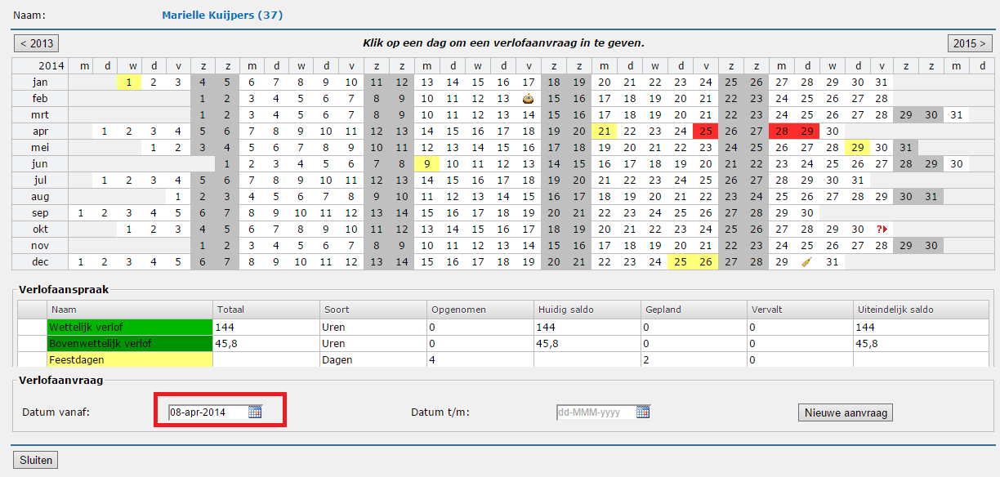 Naam: Marielle Kuijpers (37)
< 2013 Klik op een dag om een verlofaanvraag in te geven. 2015 >
2014 m d w d v z z m d w d v z z m d w d v z z m d w d v z z m d w d v z z m d
jan 1 2 3 4 5 6 7 8 9 10 11 12 13 14 15 16 17 18 19 20 21 22 23 24 25 26 27 28 29 30 31
feb 1 2 3 4 5 6 7 8 9 10 11 12 13 15 16 17 18 19 20 21 22 23 24 25 26 27 28
mrt 1 2 3 4 5 6 7 8 9 10 11 12 13 14 15 16 17 18 19 20 21 22 23 24 25 26 27 28 29 30 31
apr 1 2 3 4 5 6 7 8 9 10 11 12 13 14 15 16 17 18 19 20 21 22 23 24 25 26 27 28 29 30
mei 1 2 3 4 5 6 7 8 9 10 11 12 13 14 15 16 17 18 19 20 21 22 23 24 25 26 27 28 29 30 31
jun 1 2 3 4 5 6 7 8 9 10 11 12 13 14 15 16 17 18 19 20 21 22 23 24 25 26 27 28 29 30
jul 1 2 3 4 5 6 7 8 9 10 11 12 13 14 15 16 17 18 19 20 21 22 23 24 25 26 27 28 29 30 31
aug 1 2 3 4 5 6 7 8 9 10 11 12 13 14 15 16 17 18 19 20 21 22 23 24 25 26 27 28 29 30 31
sep 1 2 3 4 5 6 7 8 9 10 11 12 13 14 15 16 17 18 19 20 21 22 23 24 25 26 27 28 29 30
okt 1 2 3 4 5 6 7 8 9 10 11 12 13 14 15 16 17 18 19 20 21 22 23 24 25 26 27 28 29 30 ?
nov 1 2 3 4 5 6 7 8 9 10 11 12 13 14 15 16 17 18 19 20 21 22 23 24 25 26 27 28 29 30
dec 1 2 3 4 5 6 7 8 9 10 11 12 13 14 15 16 17 18 19 20 21 22 23 24 25 26 27 28 29 31
Verlofaanspraak
Naam Totaal Soort Opgenomen Huidig saldo Gepland Vervalt Uiteindelijk saldo
Wettelijk verlof 144 Uren 0 144 0 0 144
Bovenwettelijk verlof 45,8 Uren 0 45,8 0 0 45,8
Feestdagen Dagen 4 2 0
Verlofaanvraag
Datum vanaf: 08-apr-2014 Datum t/m: dd-MMM-yyyy Nieuwe aanvraag
Sluiten